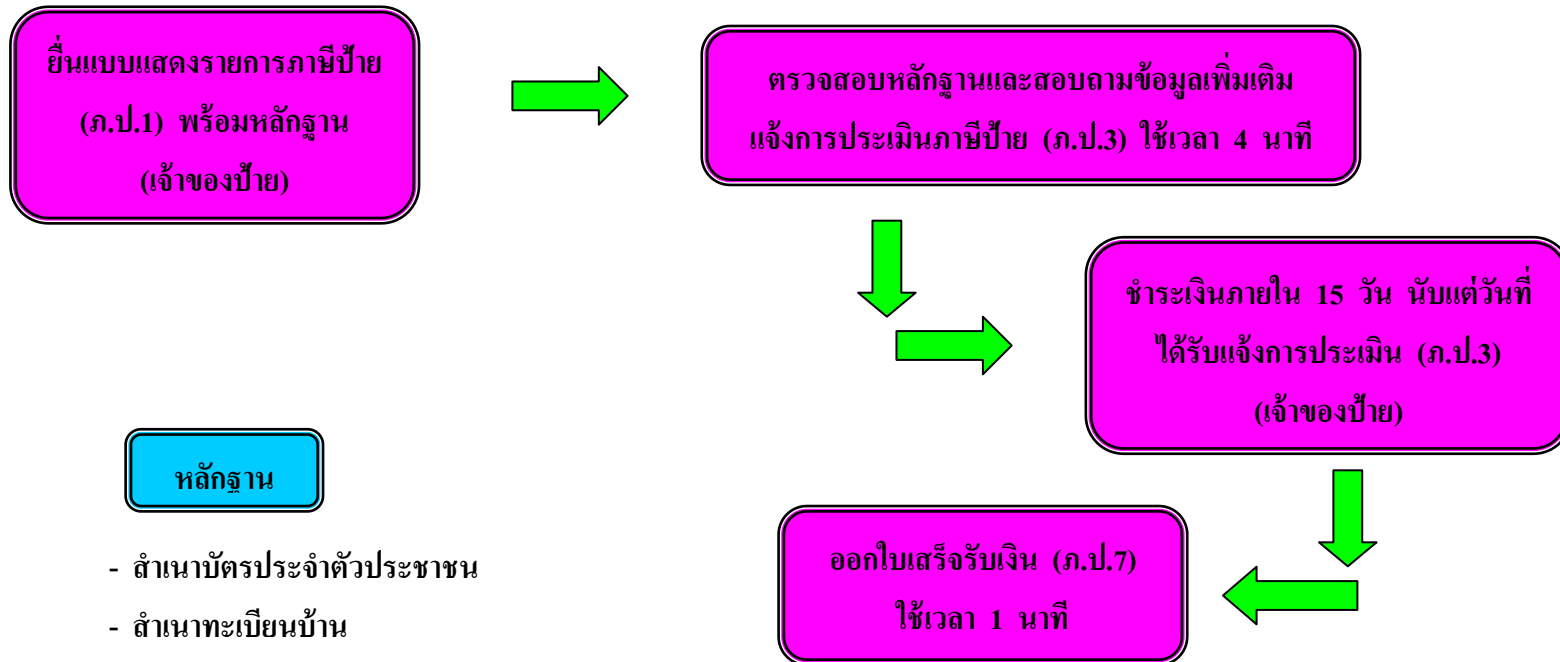 ยื่นแบบแสดงรายการภาษีป้าย
(ภ.ป.1) พร้อมหลักฐาน
(เจ้าของป้าย)
ตรวจสอบหลักฐานและสอบถามข้อมูลเพิ่มเติม
แจ้งการประเมินภาษีป้าย (ภ.ป.3) ใช้เวลา 4 นาที
ชำระเงินภายใน 15 วัน นับแต่วันที่
ได้รับแจ้งการประเมิน (ภ.ป.3)
(เจ้าของป้าย)
ออกใบเสร็จรับเงิน (ภ.ป.7)
ใช้เวลา 1 นาที
หลักฐาน
- สำเนาบัตรประจำตัวประชาชน
- สำเนาทะเบียนบ้าน